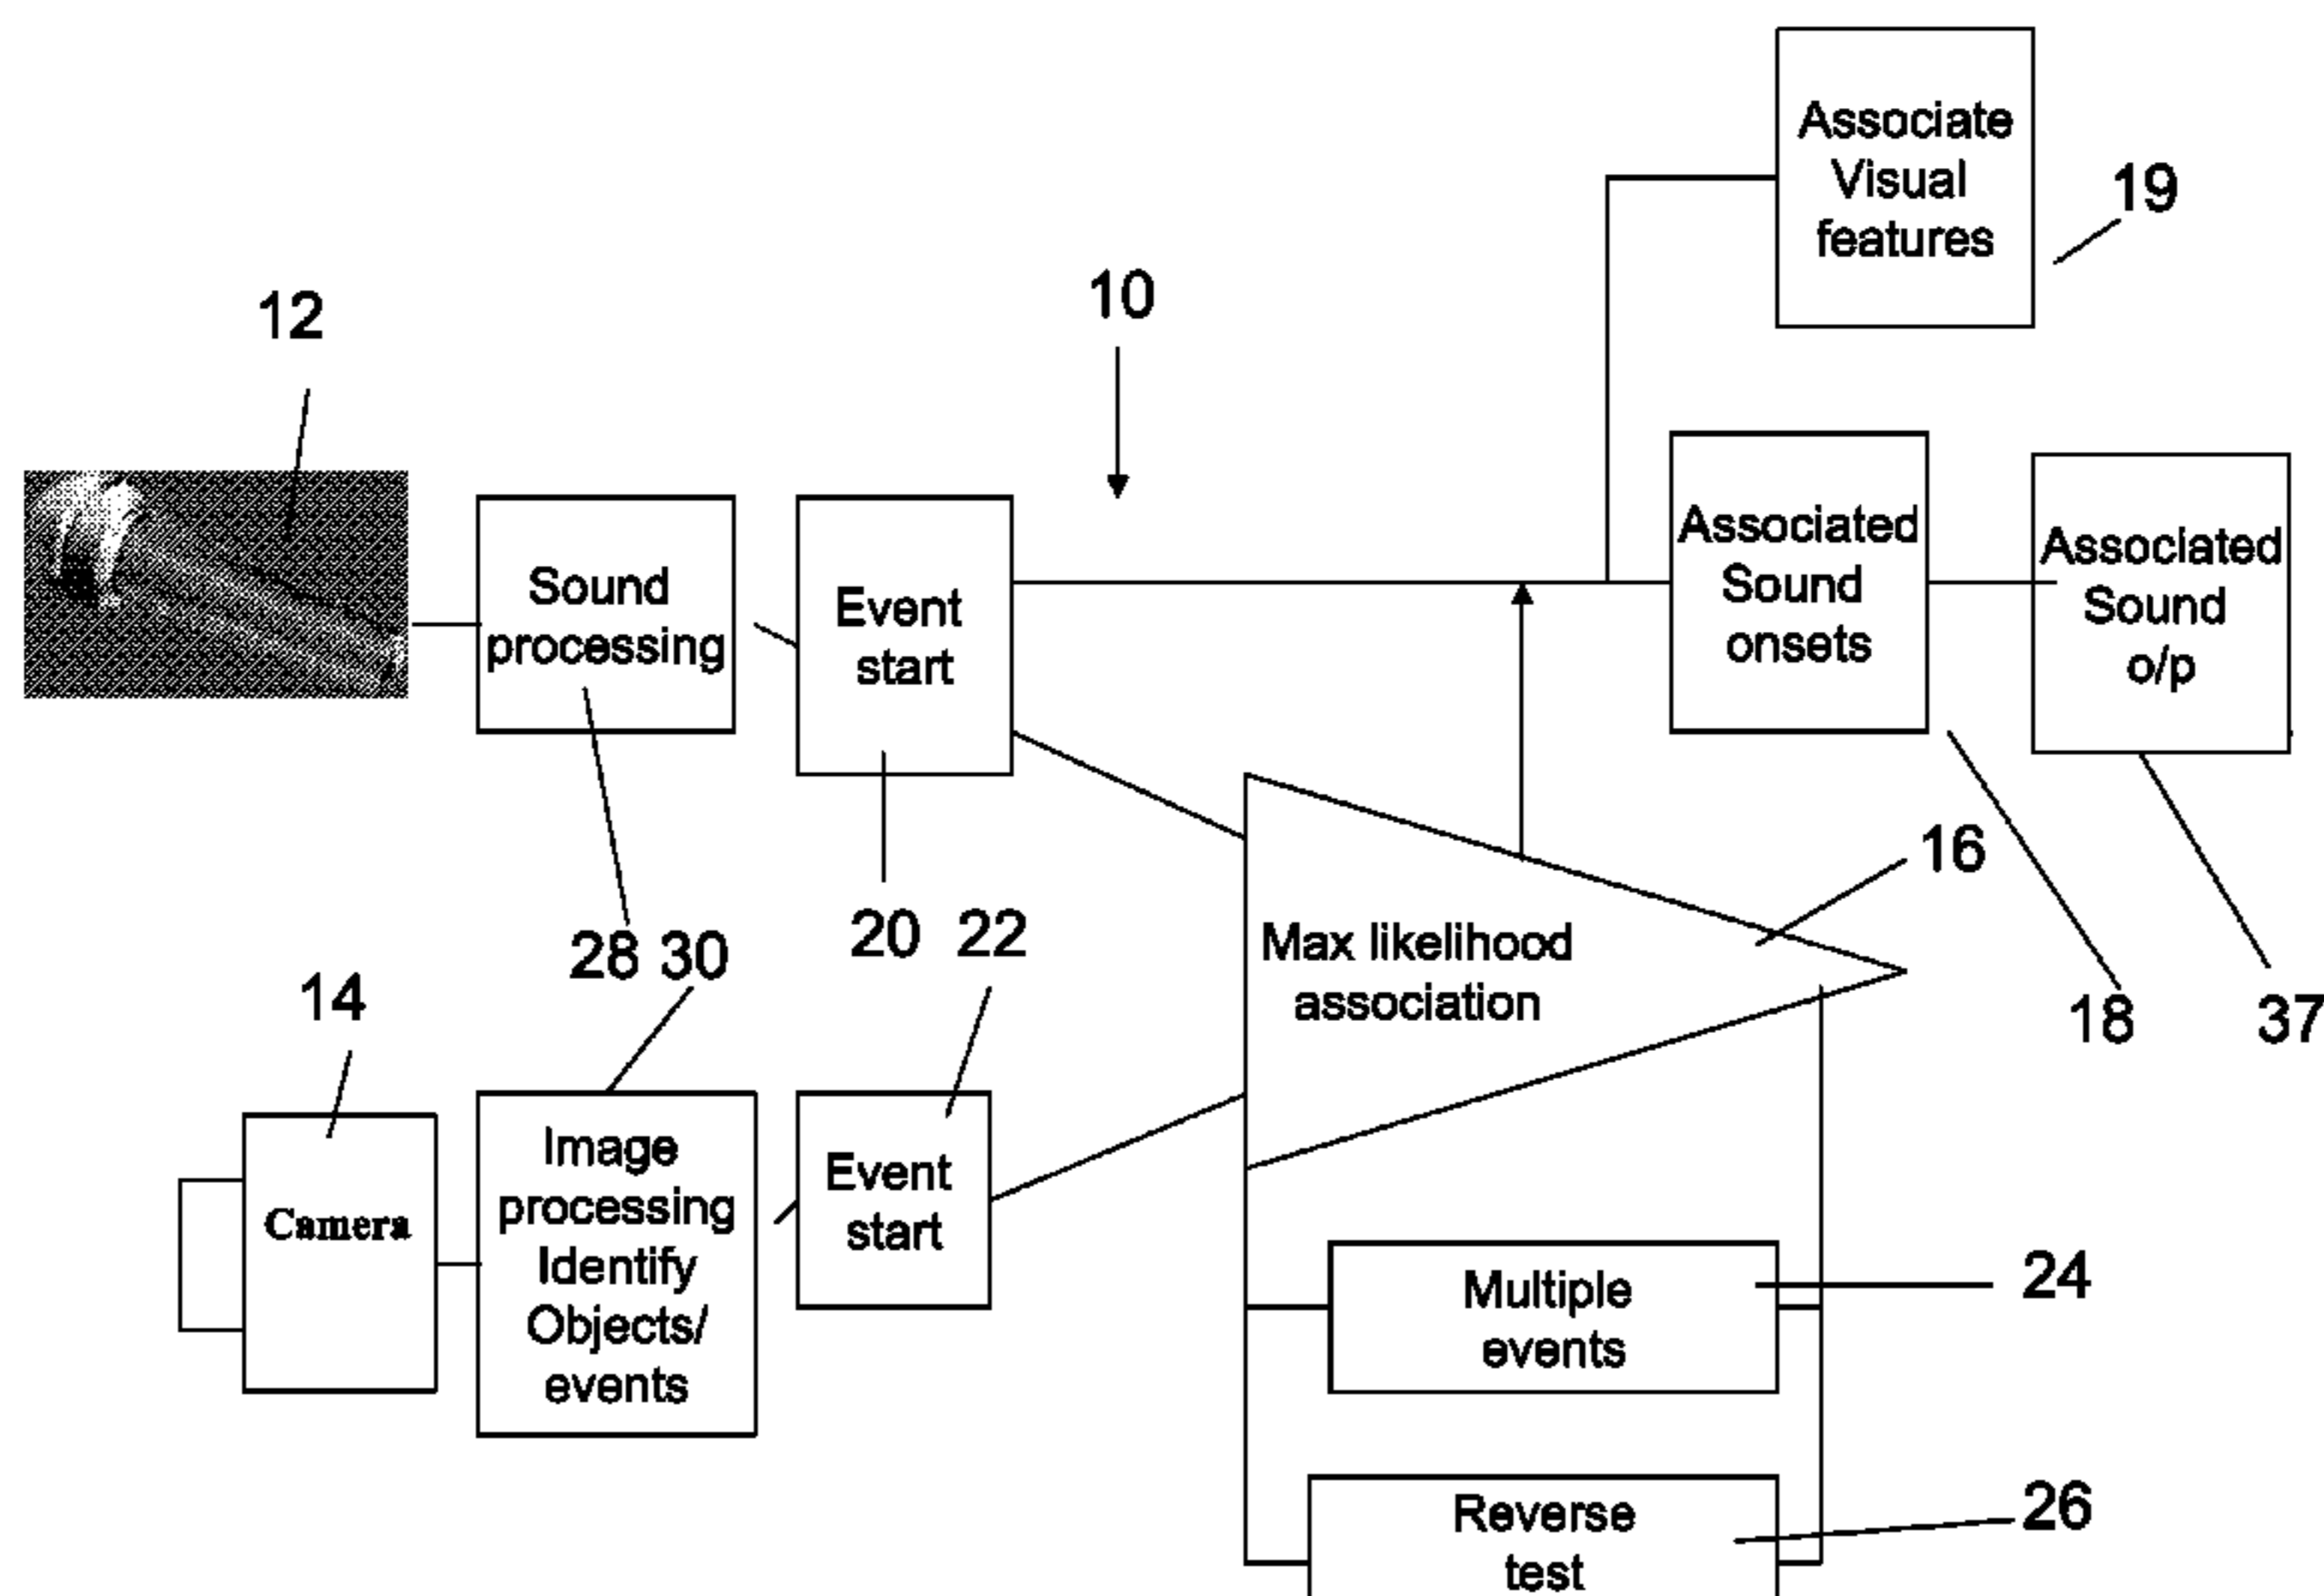 Associate
Visual
features
19
10
12
Sound
processing
Event
start
Associated
Sound
onsets
Associated
Sound
o/p
16
28
30
20
22
Max likelihood
association
18
37
14
Camera
Image
processing
Identify
Objects/
events
Event
start
Multiple
events
24
Reverse
test
26